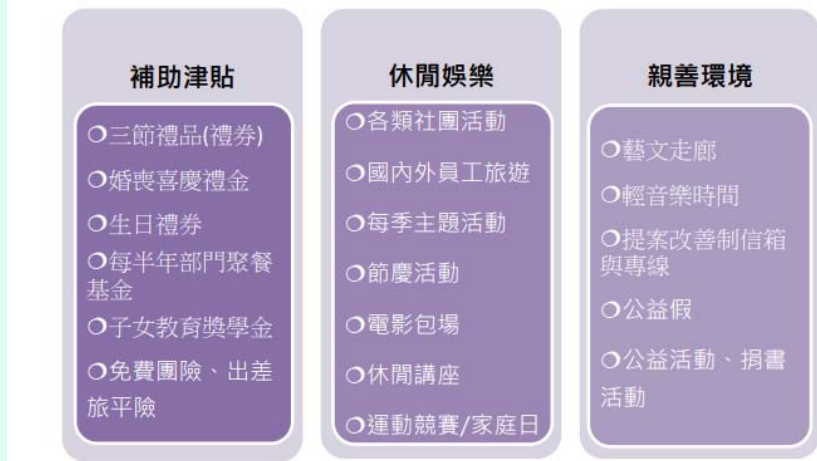 補助津貼
❍三節禮品(禮券)
❍婚喪喜慶禮金
❍生日禮券
❍每半年部門聚餐
基金
❍子女教育獎學金
❍免費團險、出差
旅平險
休閒娛樂
❍各類社團活動
❍國內外員工旅遊
❍每季主題活動
❍節慶活動
❍電影包場
❍休閒講座
❍運動競賽/家庭日
親善環境
❍藝文走廊
❍輕音樂時間
❍提案改善制信箱
與專線
❍公益假
❍公益活動、捐書
活動